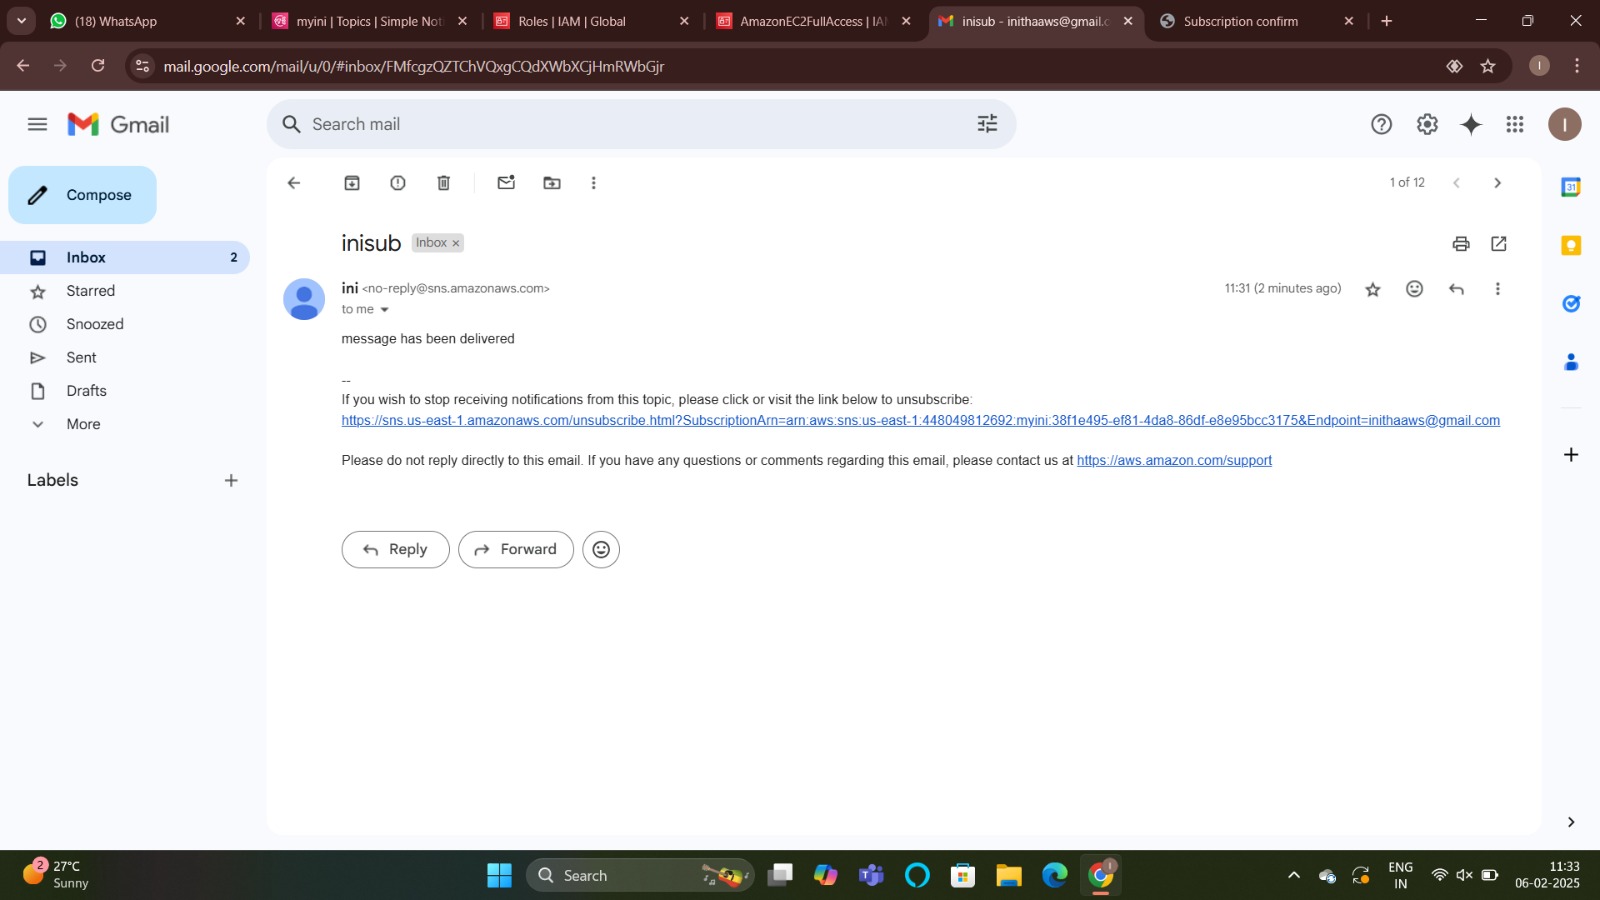 (18) WhatsApp
myini | Topics | Simple Not
Roles | IAM | Global
AmazonEC2FullAccess | IA
inisub - inithaaws@gmail.c
Subscription confirm
mail.google.com/mail/u/0/#inbox/FMfcgzQZTChVQxgCQdXWbXCjHmRWbGjr
I
Gmail
Search mail
I
Compose
1 of 12
31
inisub
Inbox ×
Inbox
2
Starred
Snoozed
Sent
Drafts
More
Labels
ini <no-reply@sns.amazonaws.com>
11:31 (2 minutes ago)
to me
message has been delivered
--
If you wish to stop receiving notifications from this topic, please click or visit the link below to unsubscribe:
https://sns.us-east-1.amazonaws.com/unsubscribe.html?SubscriptionArn=arn:aws:sns:us-east-1:448049812692:myini:38f1e495-ef81-4da8-86df-e8e95bcc3175&Endpoint=inithaaws@gmail.com
Please do not reply directly to this email. If you have any questions or comments regarding this email, please contact us at https://aws.amazon.com/support
Reply
Forward
2
27°C
Sunny
Search
ENG
IN
11:33
06-02-2025